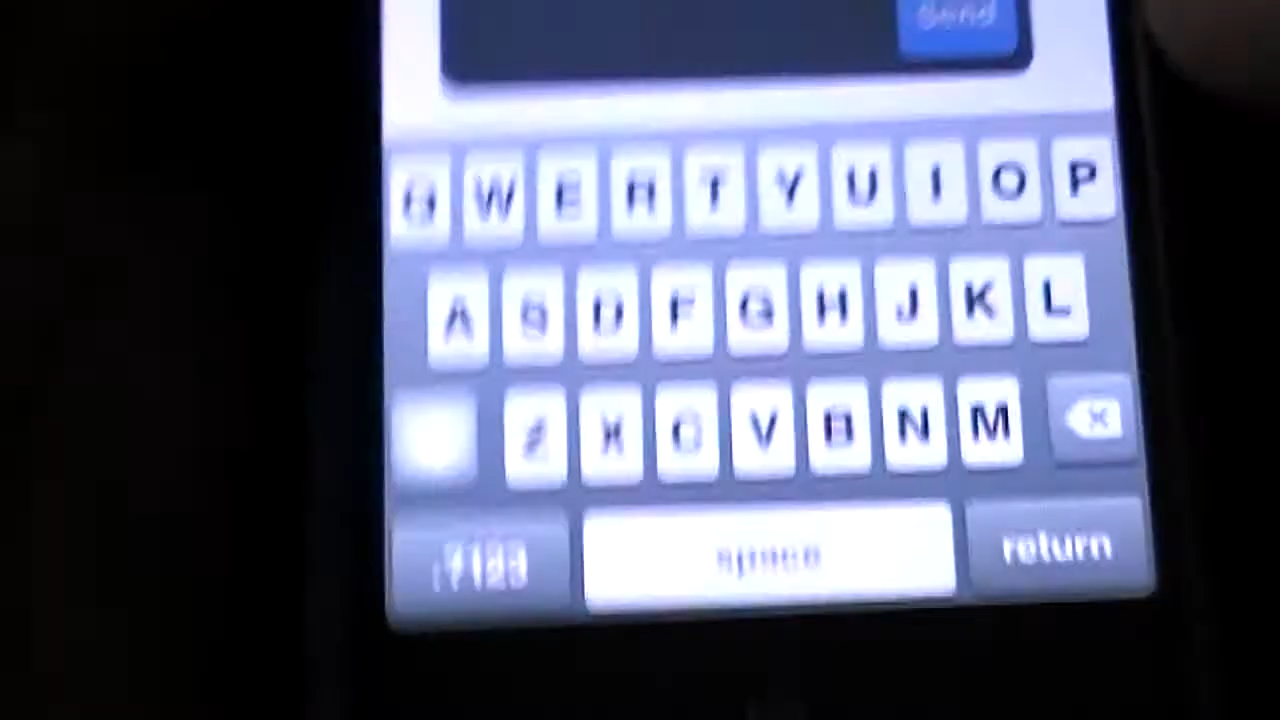 Send
Q W E R T Y U I O P
A S D F G H J K L
Z X C V B N M
.?123 space return